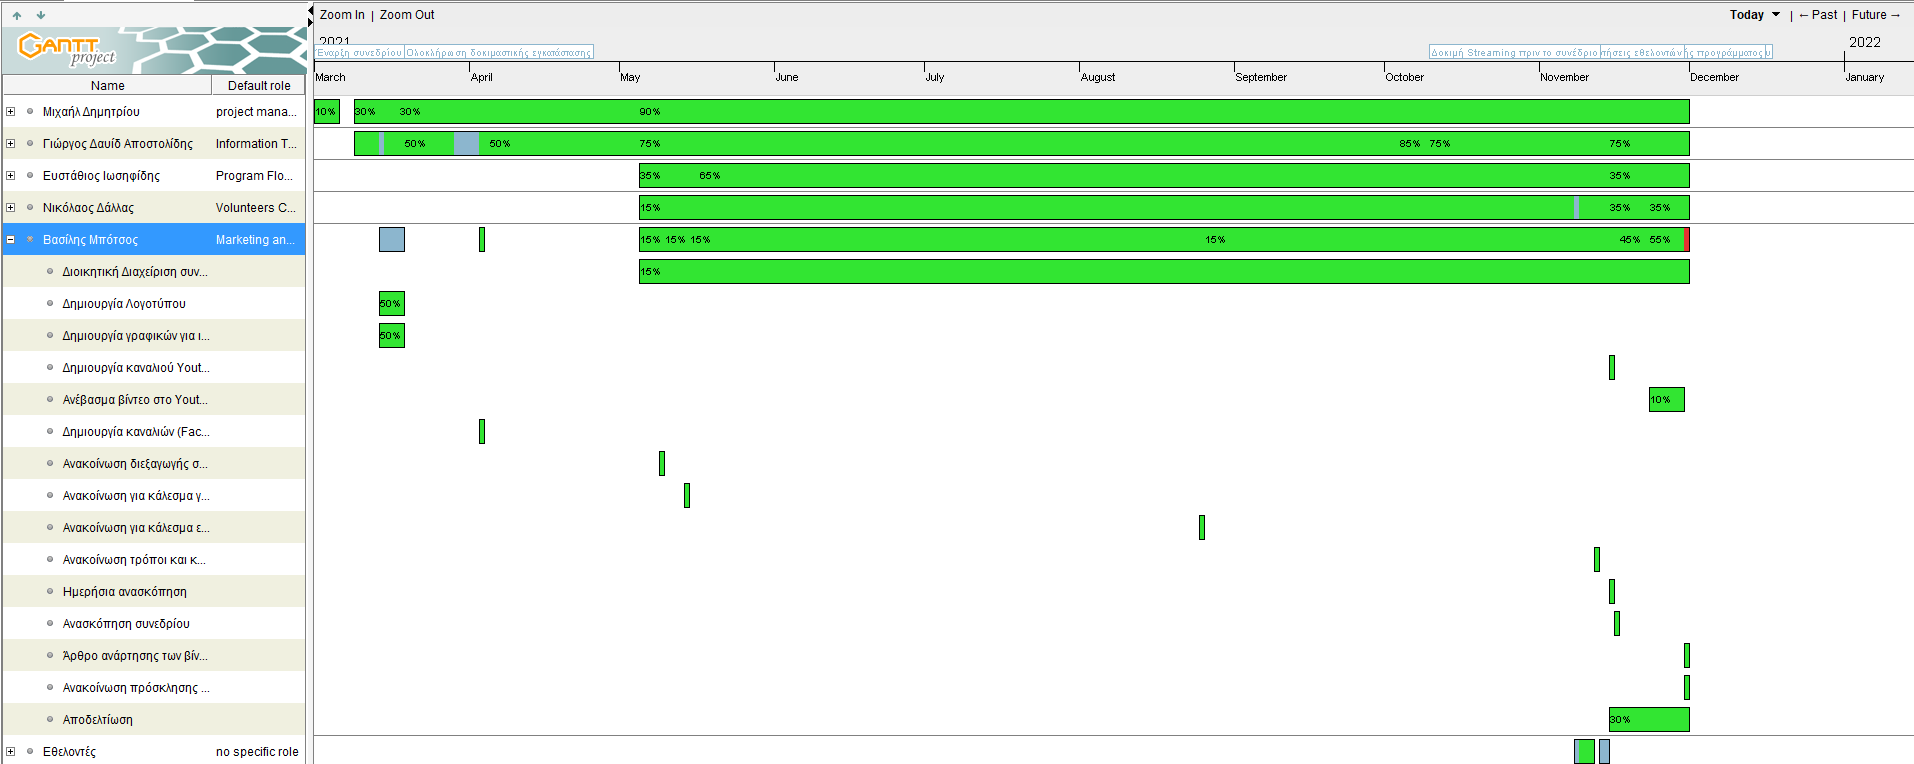 Zoom In | Zoom Out
Today | ← Past | Future →
GANTT project
2021
2022
Έναρξη συνεδρίου Ολοκλήρωση δοκιμαστικής εγκατάστασης
Δοκιμή Streaming πριν το συνέδριο τήσεις εθελοντών ής προγράμματος υ
Name Default role
March April May June July August September October November December January
Μιχαήλ Δημητρίου project mana... 10% 30% 30% 90%
Γιώργος Δαυίδ Αποστολίδης Information T... 50% 50% 75% 85% 75% 75%
Ευστάθιος Ιωσηφίδης Program Flo... 35% 65% 35%
Νικόλαος Δάλλας Volunteers C... 15% 35% 35%
Βασίλης Μπότσος Marketing an... 15% 15% 15% 15% 45% 55%
Διοικητική Διαχείριση συν... 15%
Δημιουργία Λογοτύπου 50%
Δημιουργία γραφικών για ι... 50%
Δημιουργία καναλιού Yout...
Ανέβασμα βίντεο στο Yout... 10%
Δημιουργία καναλιών (Fac...
Ανακοίνωση διεξαγωγής σ...
Ανακοίνωση για κάλεσμα γ...
Ανακοίνωση για κάλεσμα ε...
Ανακοίνωση τρόποι και κ...
Ημερήσια ανασκόπηση
Ανασκόπηση συνεδρίου
Άρθρο ανάρτησης των βίν...
Ανακοίνωση πρόσκλησης ...
Αποδελτίωση 30%
Εθελοντές no specific role